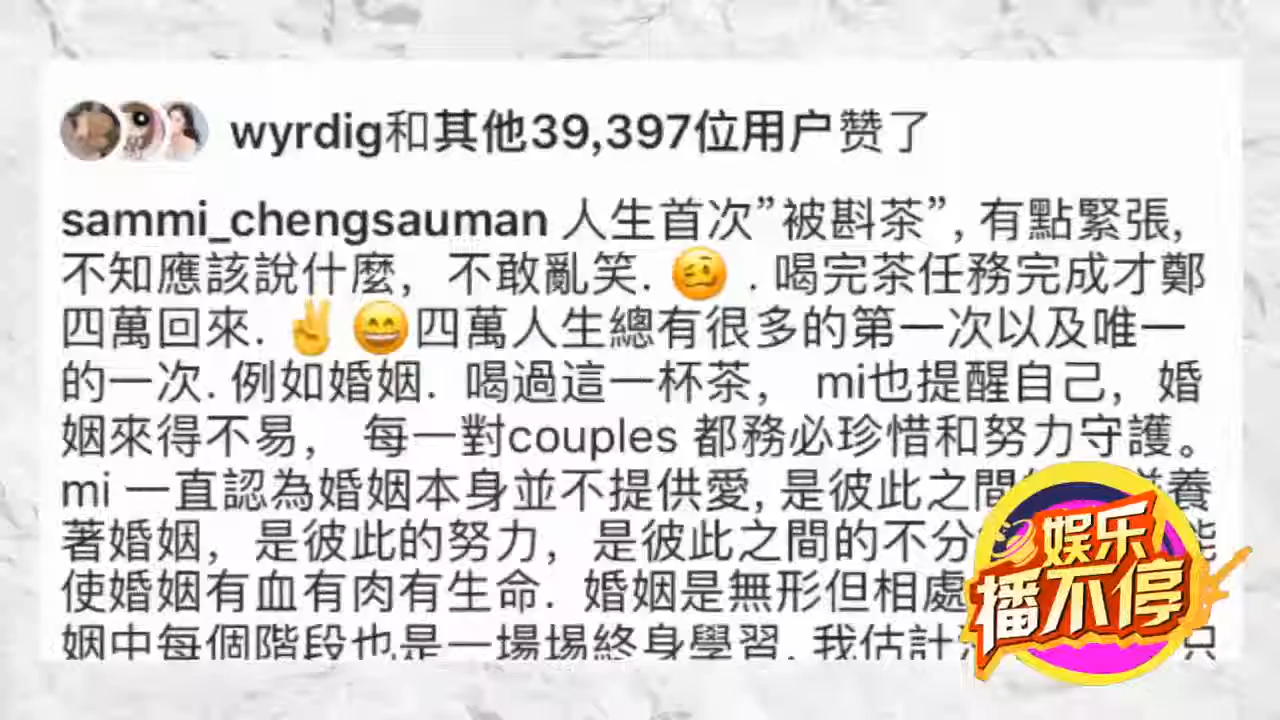 wyrdig和其他39,397位用户赞了
sammi_chengsauman 人生首次”被斟茶”, 有點緊張,
不知應該說什麼， 不敢亂笑. 🥴 . 喝完茶任務完成才鄭
四萬回來. ✌️😄四萬人生總有很多的第一次以及唯一
的一次. 例如婚姻. 喝過這一杯茶， mi也提醒自己，婚
姻來得不易， 每一對couples 都務必珍惜和努力守護。
mi 一直認為婚姻本身並不提供愛, 是彼此之間 養
著婚姻，是彼此的努力，是彼此之間的不分
使婚姻有血有肉有生命. 婚姻是無形但相處
姻中每個階段也是一場場終身學習. 我估計 只
娱乐
播不停